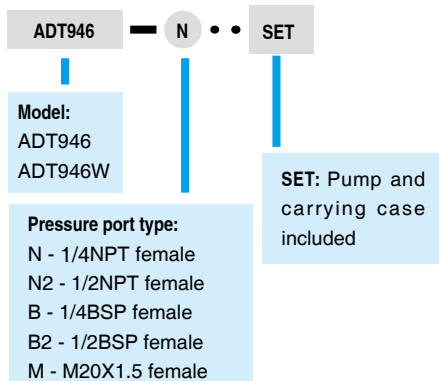 ADT946 — N • • SET
Model:
ADT946
ADT946W
SET: Pump and
carrying case
included
Pressure port type:
N - 1/4NPT female
N2 - 1/2NPT female
B - 1/4BSP female
B2 - 1/2BSP female
M - M20X1.5 female